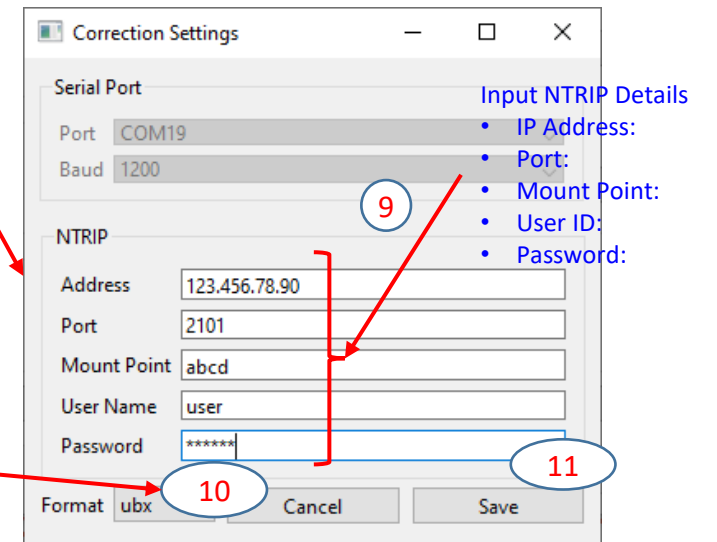 Correction Settings
Serial Port
Port COM19
Baud 1200
Input NTRIP Details
• IP Address:
• Port:
• Mount Point:
• User ID:
• Password:
9
NTRIP
Address 123.456.78.90
Port 2101
Mount Point abcd
User Name user
Password ******
10
11
Format ubx Cancel Save